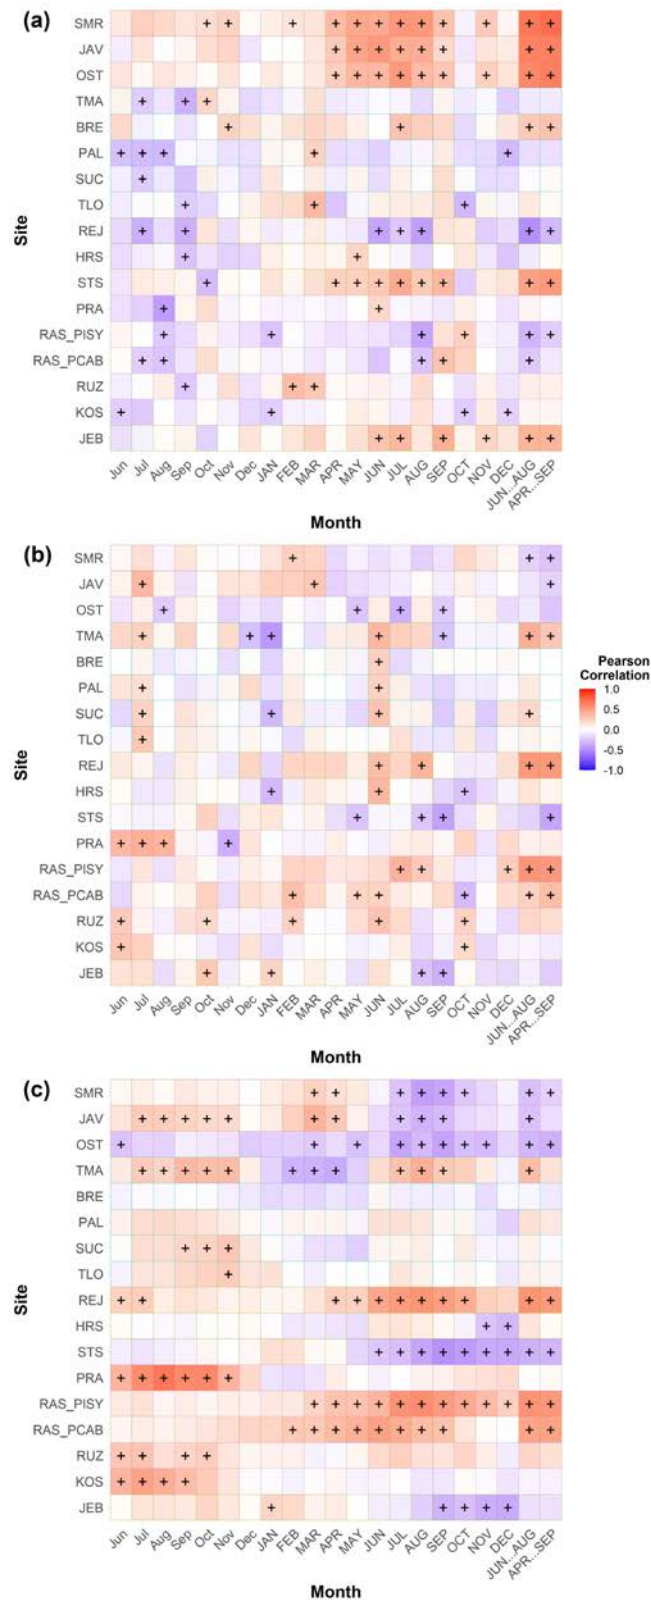 (a)
SMR
JAV
OST
TMA
BRE
PAL
SUC
TLO
REJ
HRS
STS
PRA
RAS_PISY
RAS_PCAB
RUZ
KOS
JEB
Site
Jun Jul Aug Sep Oct Nov Dec JAN FEB MAR APR MAY JUN JUL AUG SEP OCT NOV DEC JUN...AUG APR...SEP
Month
(b)
SMR
JAV
OST
TMA
BRE
PAL
SUC
TLO
REJ
HRS
STS
PRA
RAS_PISY
RAS_PCAB
RUZ
KOS
JEB
Site
Jun Jul Aug Sep Oct Nov Dec JAN FEB MAR APR MAY JUN JUL AUG SEP OCT NOV DEC JUN...AUG APR...SEP
Month
Pearson
Correlation
1.0
0.5
0.0
-0.5
-1.0
(c)
SMR
JAV
OST
TMA
BRE
PAL
SUC
TLO
REJ
HRS
STS
PRA
RAS_PISY
RAS_PCAB
RUZ
KOS
JEB
Site
Jun Jul Aug Sep Oct Nov Dec JAN FEB MAR APR MAY JUN JUL AUG SEP OCT NOV DEC JUN...AUG APR...SEP
Month